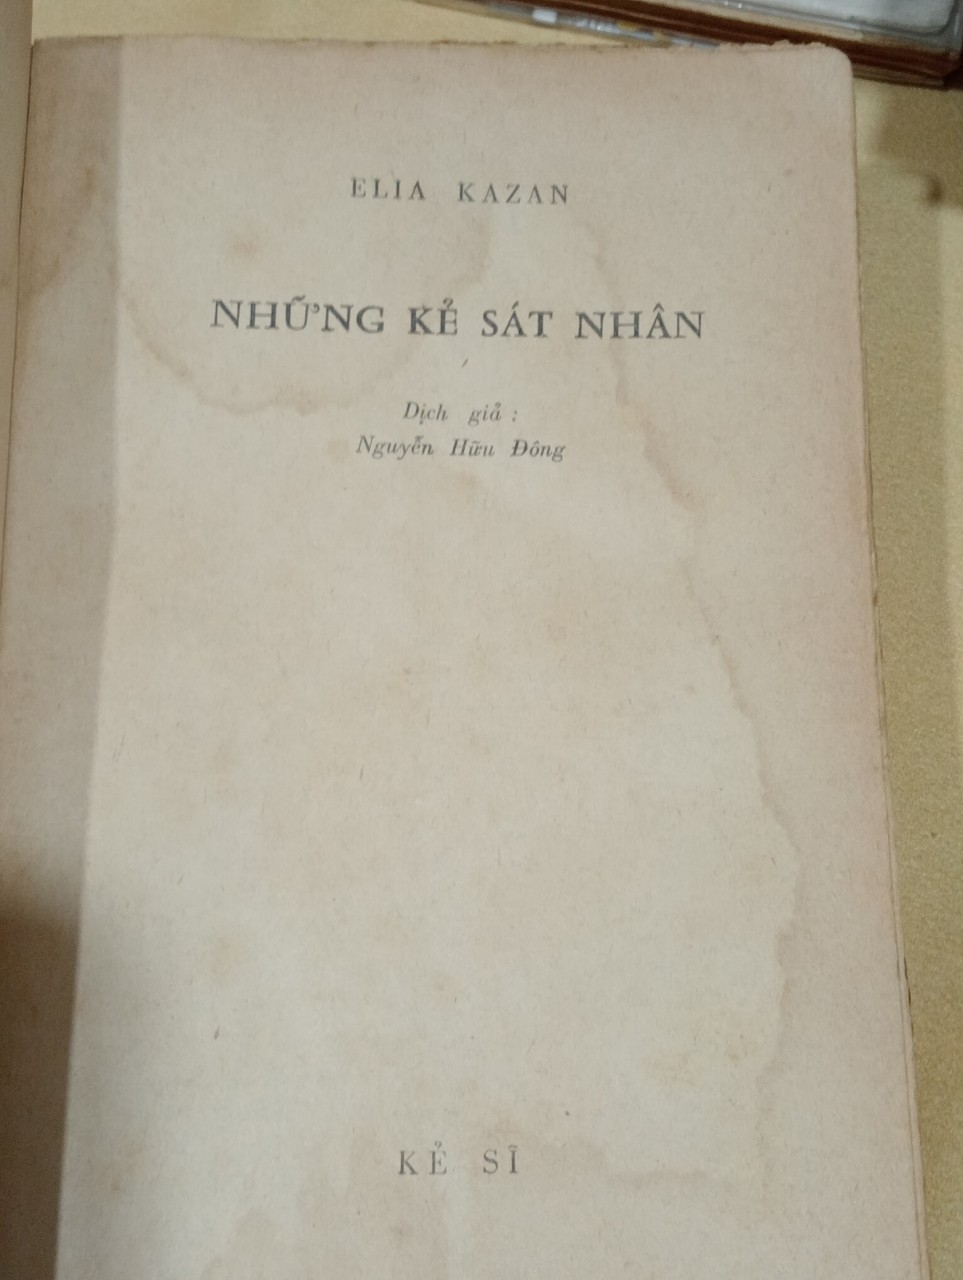 ELIA KAZAN
NHỮNG KẺ SÁT NHÂN
Dịch giả :
Nguyễn Hữu Đông
KẺ SĨ